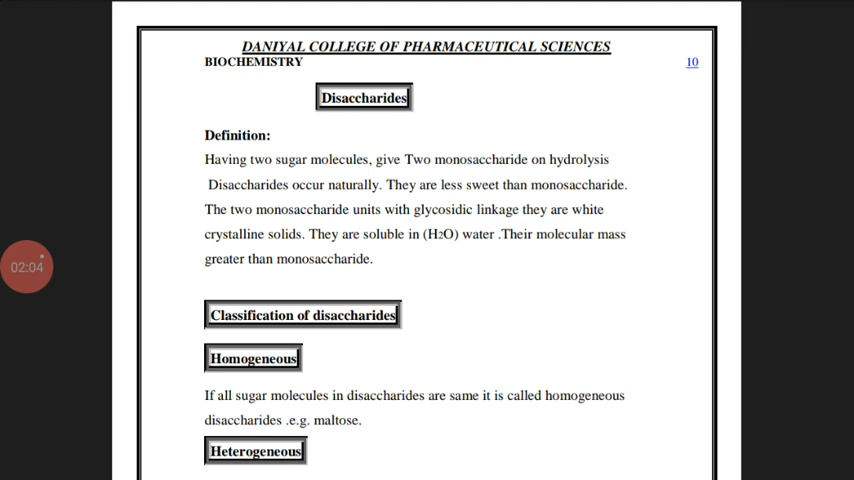 DANIYAL COLLEGE OF PHARMACEUTICAL SCIENCES
BIOCHEMISTRY 10
Disaccharides
Definition:
Having two sugar molecules, give Two monosaccharide on hydrolysis
Disaccharides occur naturally. They are less sweet than monosaccharide.
The two monosaccharide units with glycosidic linkage they are white
crystalline solids. They are soluble in (H2O) water .Their molecular mass
greater than monosaccharide.
02:04
Classification of disaccharides
Homogeneous
If all sugar molecules in disaccharides are same it is called homogeneous
disaccharides .e.g. maltose.
Heterogeneous